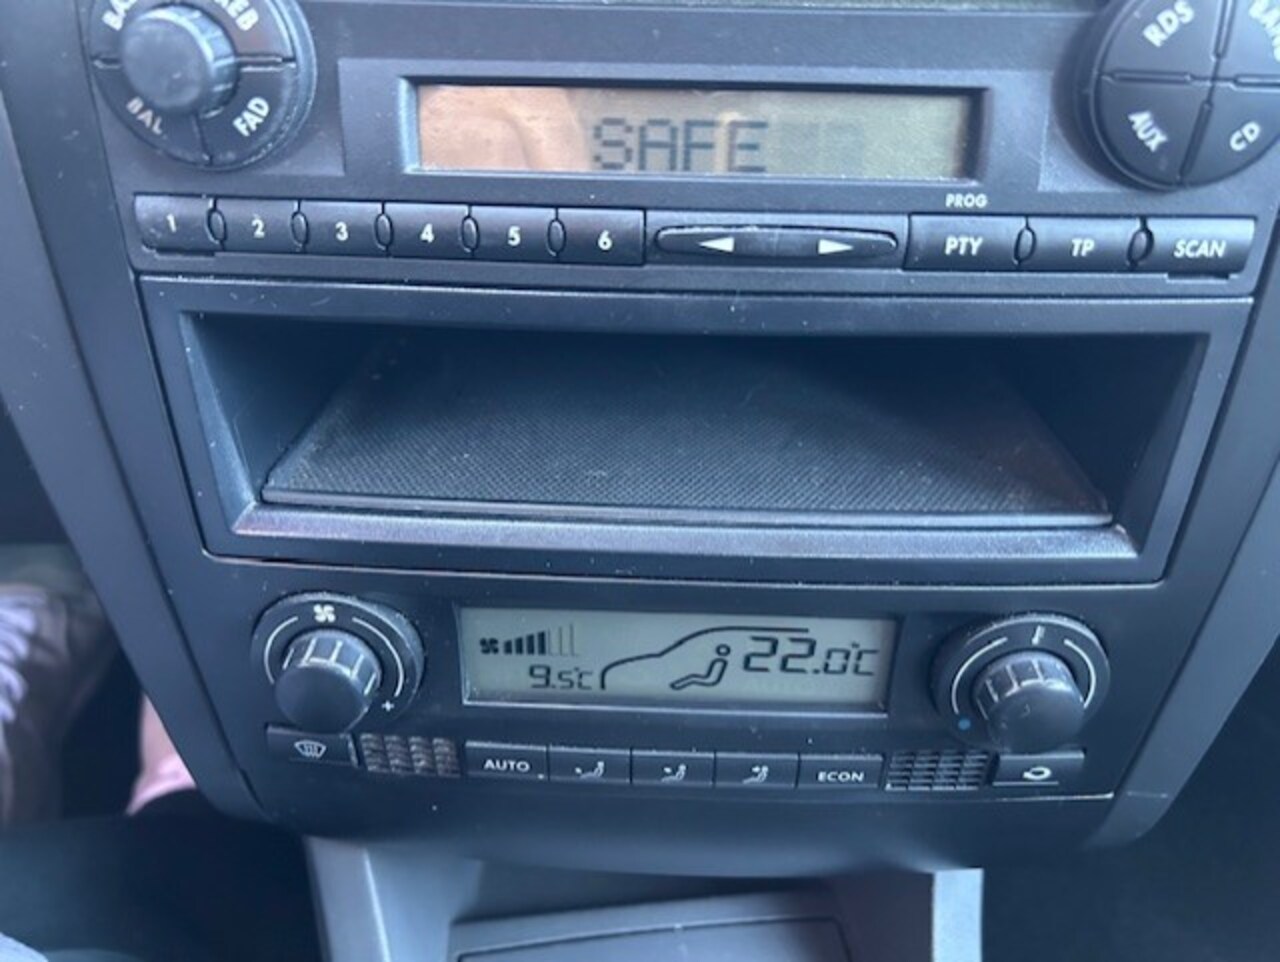 BAL
FAD
SAFE
RDS
AUX
CD
PROG
1
2
3
4
5
6
PTY
TP
SCAN
9.5°C
22.0°C
+
AUTO
ECON